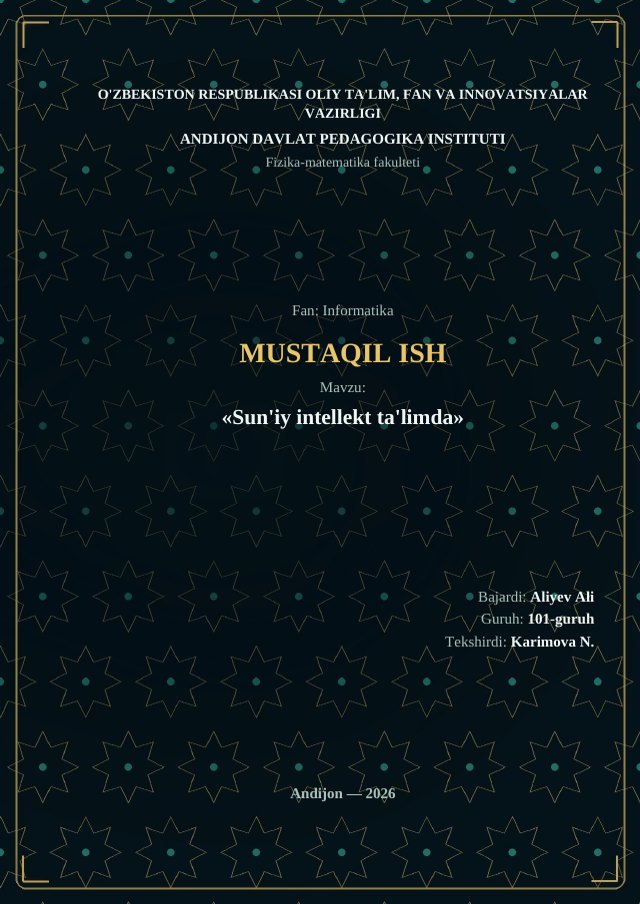 O'ZBEKISTON RESPUBLIKASI OLIY TA'LIM, FAN VA INNOVATSIYALAR
VAZIRLIGI
ANDIJON DAVLAT PEDAGOGIKA INSTITUTI
Fizika-matematika fakulteti
Fan: Informatika
MUSTAQIL ISH
Mavzu:
«Sun'iy intellekt ta'limda»
Bajardi: Aliyev Ali
Guruh: 101-guruh
Tekshirdi: Karimova N.
Andijon — 2026